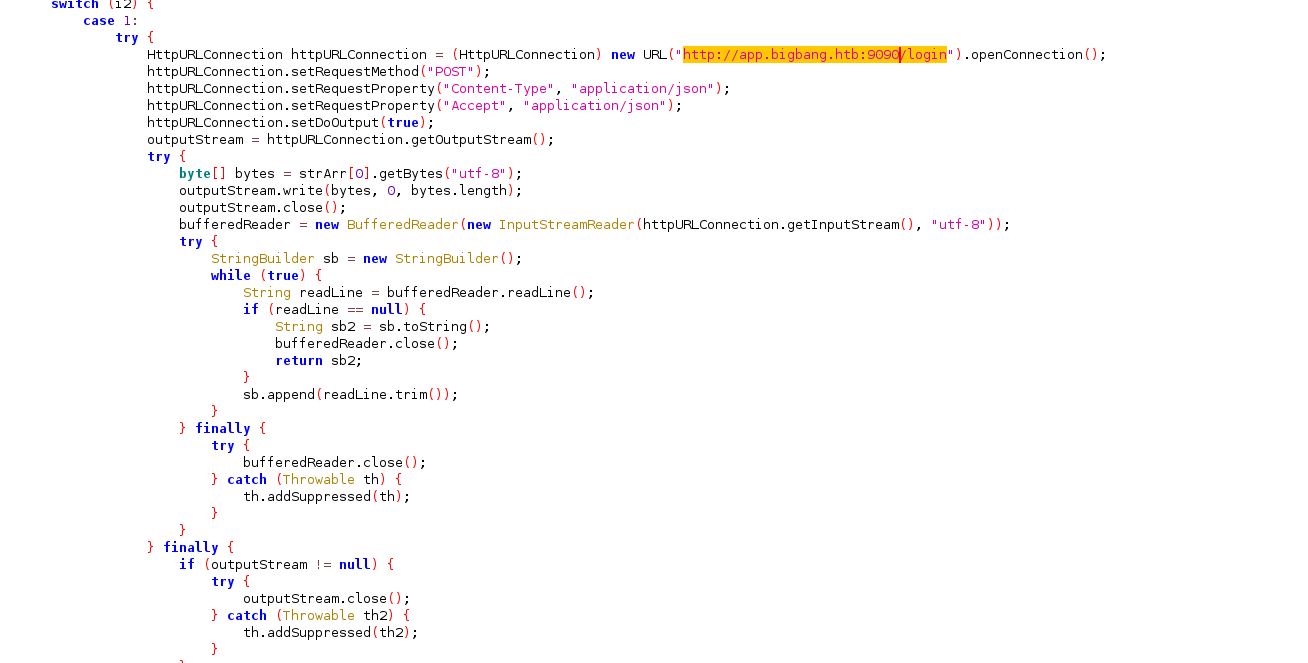 switch (i2) {
case 1:
try {
HttpURLConnection httpURLConnection = (HttpURLConnection) new URL("http://app.bigbang.htb:9090/login").openConnection();
httpURLConnection.setRequestMethod("POST");
httpURLConnection.setRequestProperty("Content-Type", "application/json");
httpURLConnection.setRequestProperty("Accept", "application/json");
httpURLConnection.setDoOutput(true);
outputStream = httpURLConnection.getOutputStream();
try {
byte[] bytes = strArr[0].getBytes("utf-8");
outputStream.write(bytes, 0, bytes.length);
outputStream.close();
bufferedReader = new BufferedReader(new InputStreamReader(httpURLConnection.getInputStream(), "utf-8"));
try {
StringBuilder sb = new StringBuilder();
while (true) {
String readLine = bufferedReader.readLine();
if (readLine == null) {
String sb2 = sb.toString();
bufferedReader.close();
return sb2;
}
sb.append(readLine.trim());
}
} finally {
try {
bufferedReader.close();
} catch (Throwable th) {
th.addSuppressed(th);
}
}
} finally {
if (outputStream != null) {
try {
outputStream.close();
} catch (Throwable th2) {
th.addSuppressed(th2);
}
}